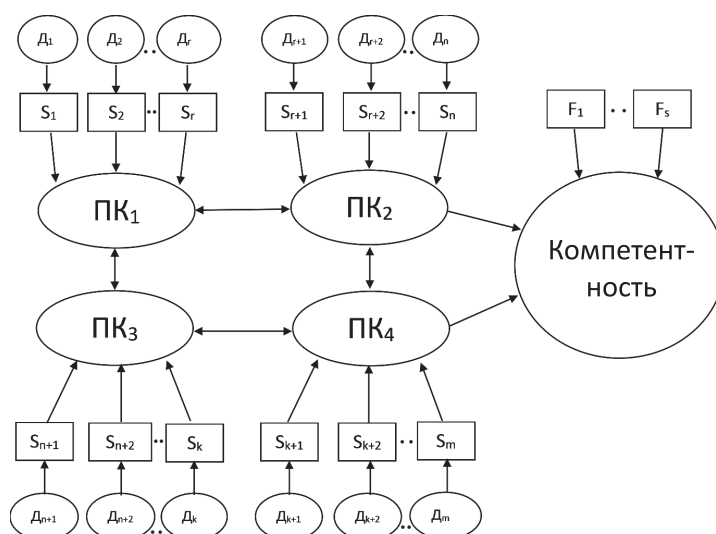 Д1 Д2 .. Дr Дr+1 Дr+2 .. Дn
S1 S2 .. Sr Sr+1 Sr+2 .. Sn F1 .. Fs
ПК1 ПК2
Компетент-
ность
ПК3 ПК4
Sn+1 Sn+2 .. Sk Sk+1 Sk+2 .. Sm
Дn+1 Дn+2 .. Дk Дk+1 Дk+2 .. Дm